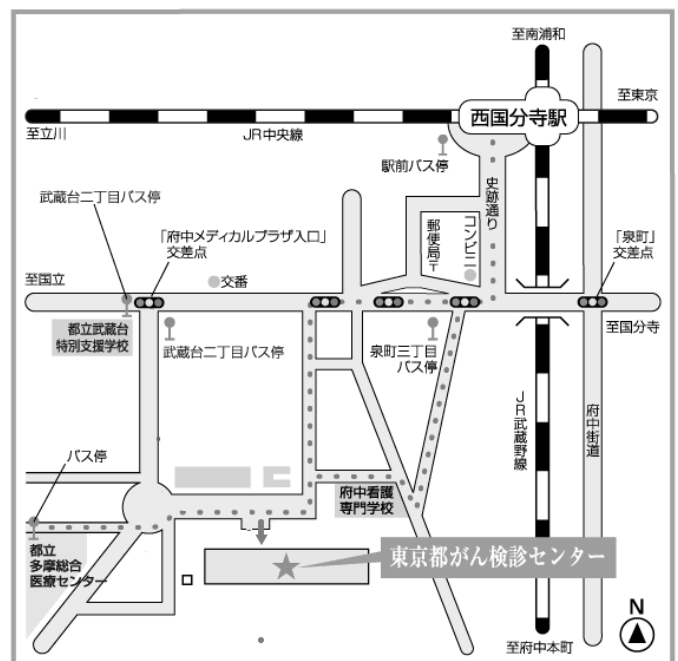 至南浦和
至東京
西国分寺駅
至立川
JR中央線
駅前バス停
史跡通り
武蔵台二丁目バス停
「府中メディカルプラザ入口」
交差点
郵便局〒
コンビニ
「泉町」
交差点
至国立
交番
至国分寺
都立武蔵台
特別支援学校
武蔵台二丁目バス停
泉町三丁目
バス停
JR武蔵野線
府中街道
バス停
府中看護
専門学校
都立
多摩総合
医療センター
東京都がん検診センター
N
至府中本町